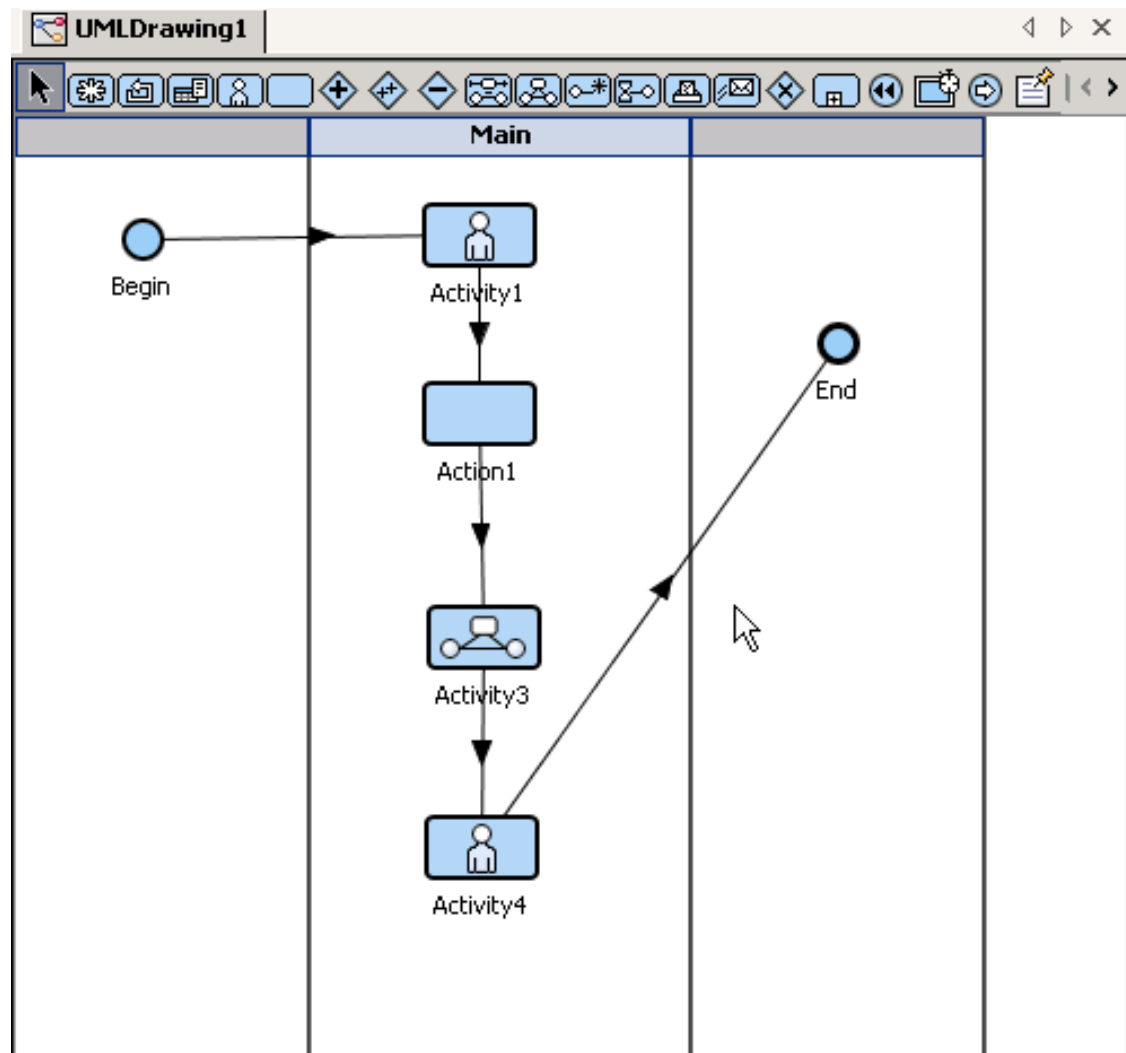 UMLDrawing1
Main
Begin
Activity1
End
Action1
Activity3
Activity4